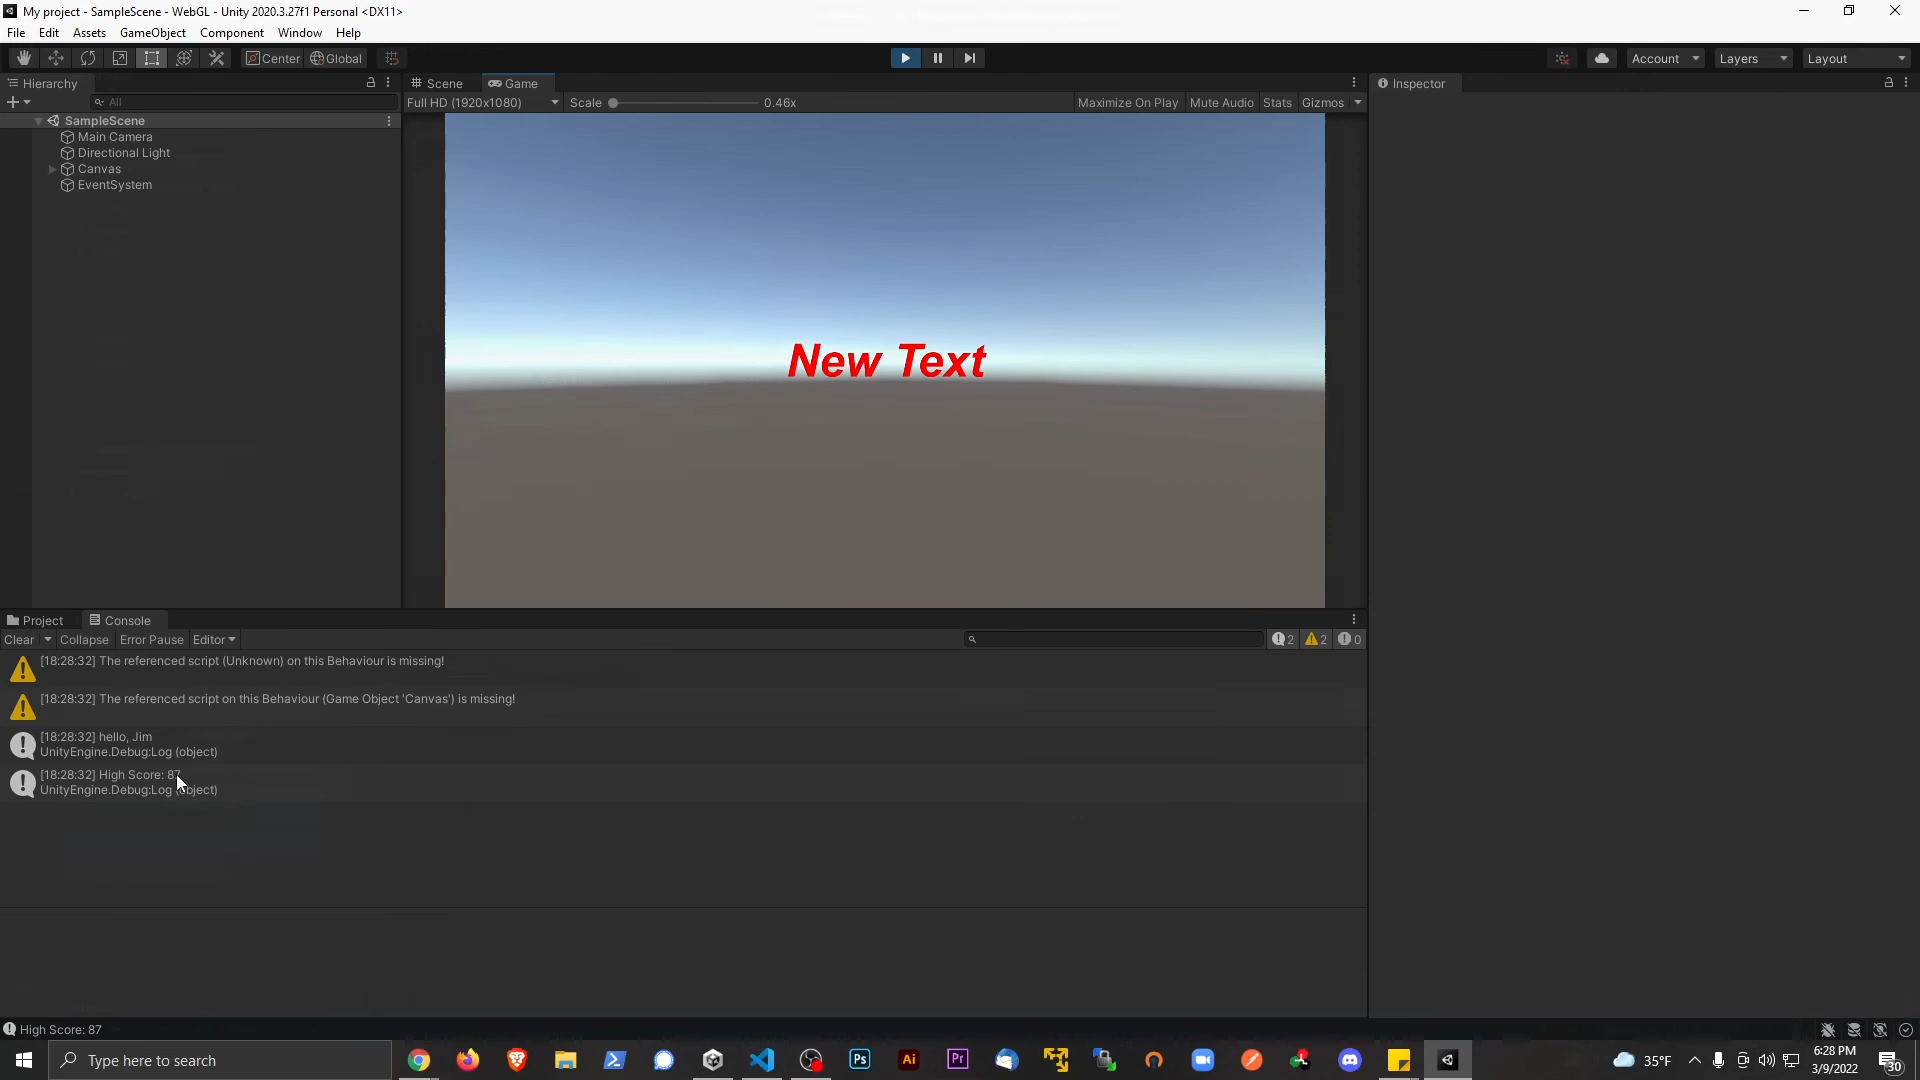 My project - SampleScene - WebGL - Unity 2020.3.27f1 Personal <DX11>
File Edit Assets GameObject Component Window Help
Center Global Account Layers Layout
Hierarchy Scene Game Inspector
All Full HD (1920x1080) Scale 0.46x Maximize On Play Mute Audio Stats Gizmos
SampleScene
Main Camera
Directional Light
Canvas
EventSystem
New Text
Project Console
Clear Collapse Error Pause Editor 2 2 0
[18:28:32] The referenced script (Unknown) on this Behaviour is missing!
[18:28:32] The referenced script on this Behaviour (Game Object 'Canvas') is missing!
[18:28:32] hello, Jim
UnityEngine.Debug:Log (object)
[18:28:32] High Score: 87
UnityEngine.Debug:Log (object)
High Score: 87
Type here to search Ps Ai Pr 35°F 6:28 PM
3/9/2022 30